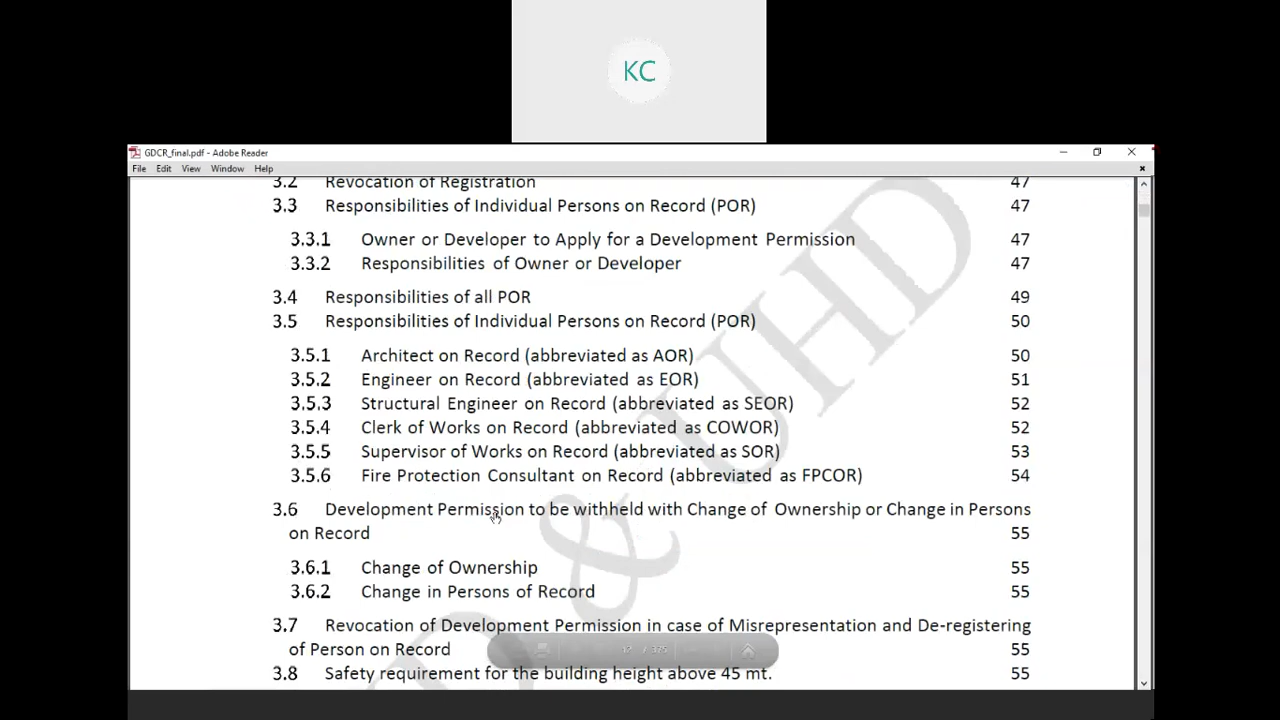 KC
GDCR_final.pdf - Adobe Reader
File Edit View Window Help
3.2 Revocation of Registration 47
3.3 Responsibilities of Individual Persons on Record (POR) 47
3.3.1 Owner or Developer to Apply for a Development Permission 47
3.3.2 Responsibilities of Owner or Developer 47
3.4 Responsibilities of all POR 49
3.5 Responsibilities of Individual Persons on Record (POR) 50
3.5.1 Architect on Record (abbreviated as AOR) 50
3.5.2 Engineer on Record (abbreviated as EOR) 51
3.5.3 Structural Engineer on Record (abbreviated as SEOR) 52
3.5.4 Clerk of Works on Record (abbreviated as COWOR) 52
3.5.5 Supervisor of Works on Record (abbreviated as SOR) 53
3.5.6 Fire Protection Consultant on Record (abbreviated as FPCOR) 54
3.6 Development Permission to be withheld with Change of Ownership or Change in Persons
on Record 55
3.6.1 Change of Ownership 55
3.6.2 Change in Persons of Record 55
3.7 Revocation of Development Permission in case of Misrepresentation and De-registering
of Person on Record 55
3.8 Safety requirement for the building height above 45 mt. 55
& UHD